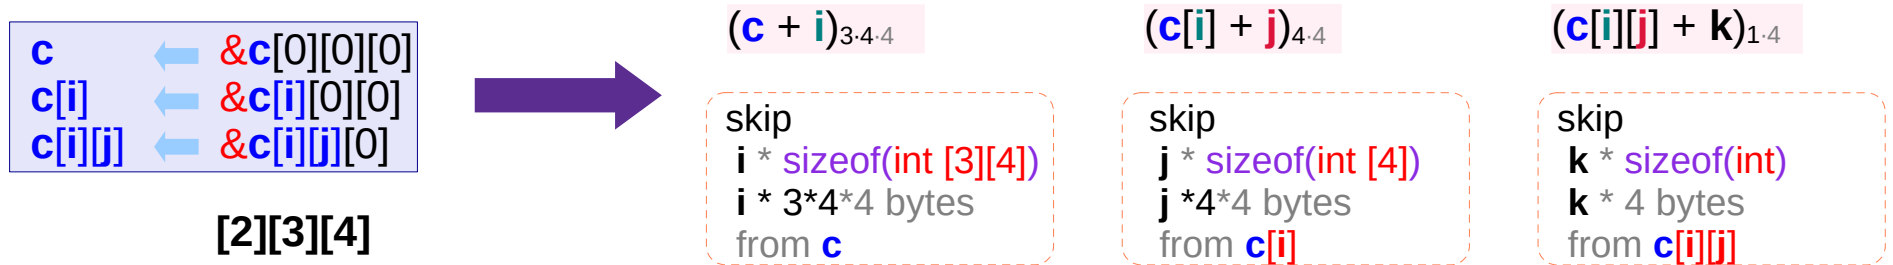 c &c[0][0][0]
c[i] &c[i][0][0]
c[i][j] &c[i][j][0]
[2][3][4]
(c + i)3·4·4
skip
i * sizeof(int [3][4])
i * 3*4*4 bytes
from c
(c[i] + j)4·4
skip
j * sizeof(int [4])
j *4*4 bytes
from c[i]
(c[i][j] + k)1·4
skip
k * sizeof(int)
k * 4 bytes
from c[i][j]